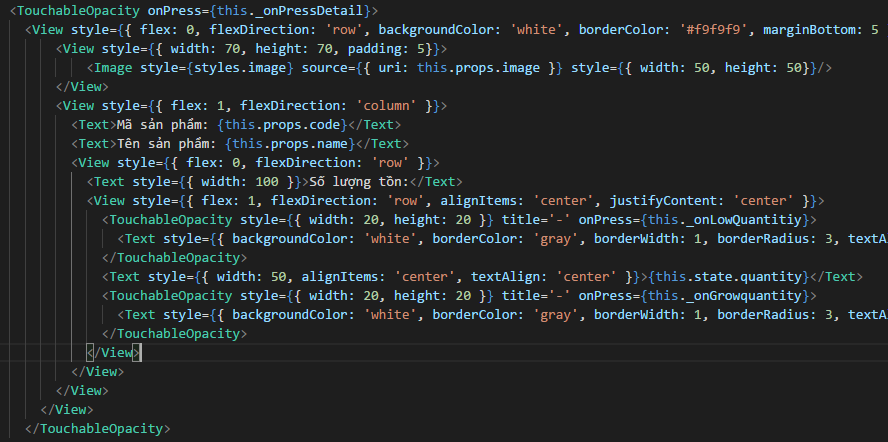 <TouchableOpacity onPress={this._onPressDetail}>
<View style={{ flex: 0, flexDirection: 'row', backgroundColor: 'white', borderColor: '#f9f9f9', marginBottom: 5
<View style={{ width: 70, height: 70, padding: 5}}>
<Image style={styles.image} source={{ uri: this.props.image }} style={{ width: 50, height: 50}}/>
</View>
<View style={{ flex: 1, flexDirection: 'column' }}>
<Text>Mã sản phẩm: {this.props.code}</Text>
<Text>Tên sản phẩm: {this.props.name}</Text>
<View style={{ flex: 0, flexDirection: 'row' }}>
<Text style={{ width: 100 }}>Số lượng tồn:</Text>
<View style={{ flex: 1, flexDirection: 'row', alignItems: 'center', justifyContent: 'center' }}>
<TouchableOpacity style={{ width: 20, height: 20 }} title='-' onPress={this._onLowQuantitiy}>
<Text style={{ backgroundColor: 'white', borderColor: 'gray', borderWidth: 1, borderRadius: 3, textA
</TouchableOpacity>
<Text style={{ width: 50, alignItems: 'center', textAlign: 'center' }}>{this.state.quantity}</Text>
<TouchableOpacity style={{ width: 20, height: 20 }} title='-' onPress={this._onGrowquantity}>
<Text style={{ backgroundColor: 'white', borderColor: 'gray', borderWidth: 1, borderRadius: 3, textA
</TouchableOpacity>
</View>
</View>
</View>
</View>
</TouchableOpacity>